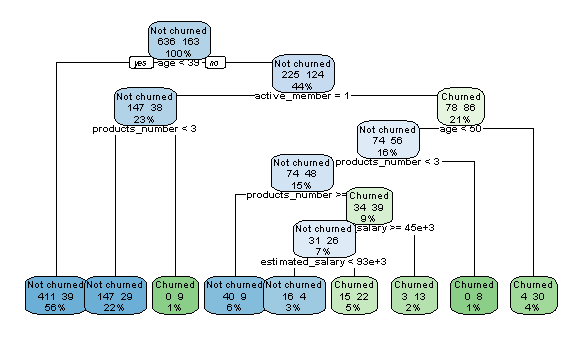 Not churned
636 163
100%
yes age < 39 no
Not churned
225 124
44%
active_member = 1
Not churned
147 38
23%
products_number < 3
Churned
78 86
21%
age < 50
Not churned
74 56
16%
products_number < 3
Not churned
74 48
15%
products_number >=
Churned
34 39
9%
salary >= 45e+3
Not churned
31 26
7%
estimated_salary < 93e+3
Not churned
411 39
56%
Not churned
147 29
22%
Churned
0 9
1%
Not churned
40 9
6%
Not churned
16 4
3%
Churned
15 22
5%
Churned
3 13
2%
Churned
0 8
1%
Churned
4 30
4%